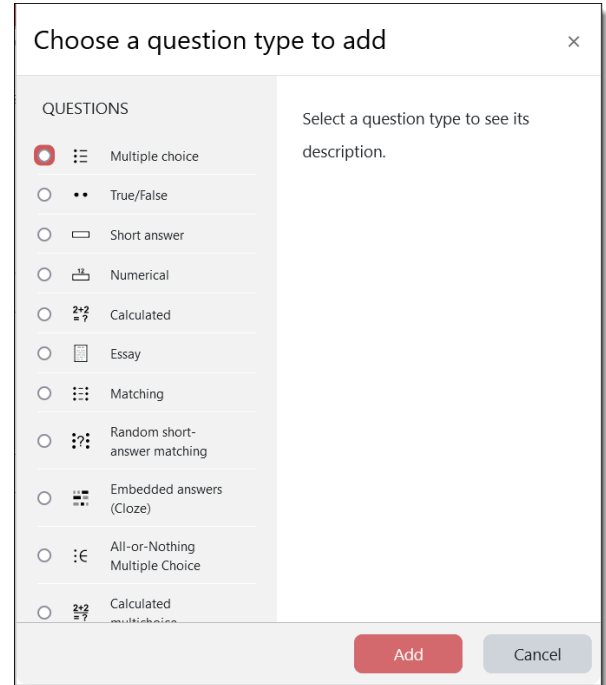 Choose a question type to add
×
QUESTIONS
Multiple choice
True/False
Short answer
12
Numerical
2+2
= ?
Calculated
Essay
Matching
?
Random short-
answer matching
Embedded answers
(Cloze)
All-or-Nothing
Multiple Choice
2+2
= ?
Calculated
multichoice
Select a question type to see its
description.
Add
Cancel